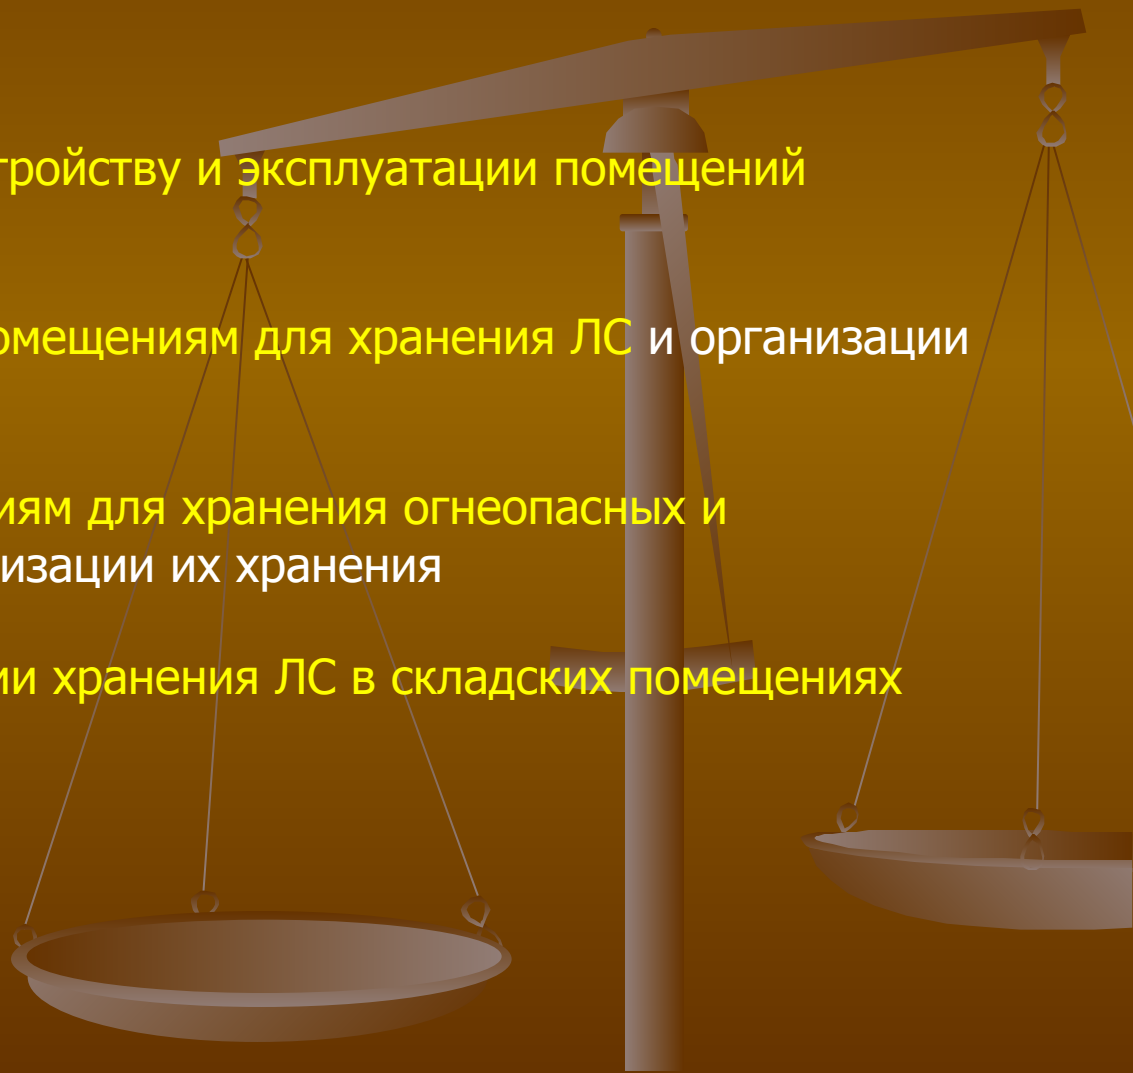 тройству и эксплуатации помещений
омещениям для хранения ЛС и организации
иям для хранения огнеопасных и
изации их хранения
ии хранения ЛС в складских помещениях